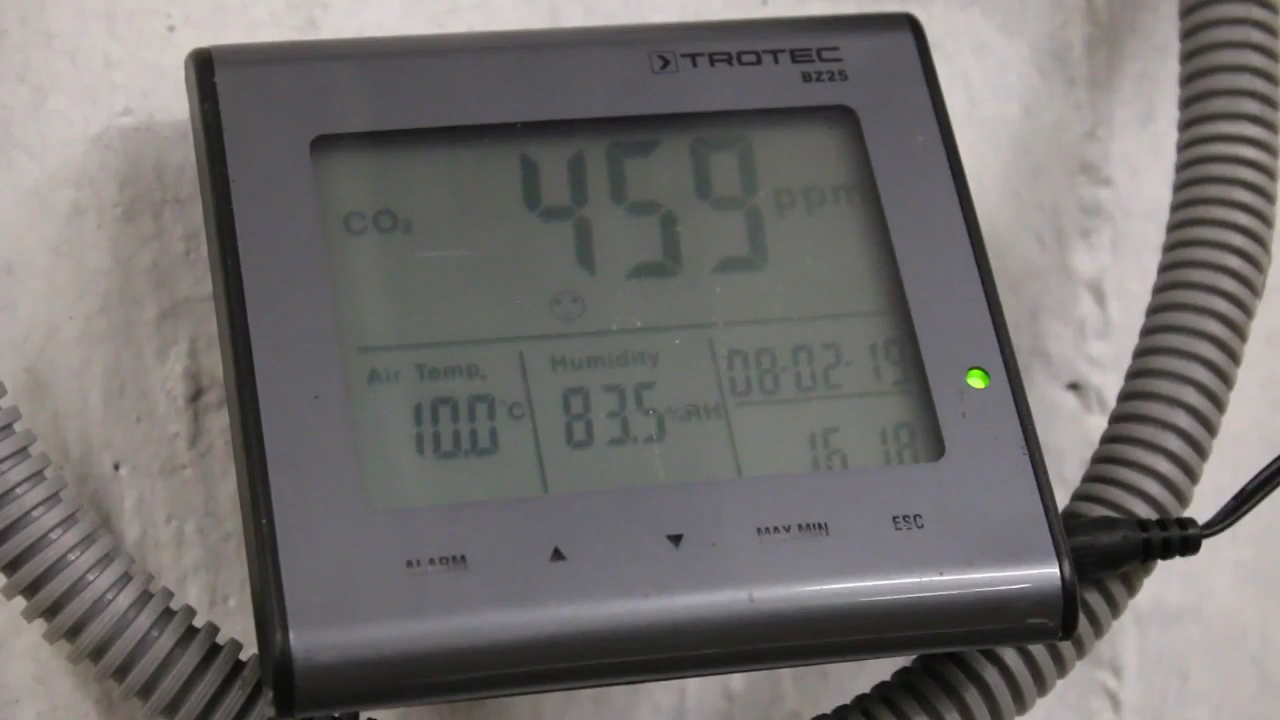 TROTEC
BZ25
CO₂ 459 ppm
Air Temp. Humidity 08-02-19
10.0 °C 83.5 %RH
16 18
ALARM ▲ ▼ MAX MIN ESC